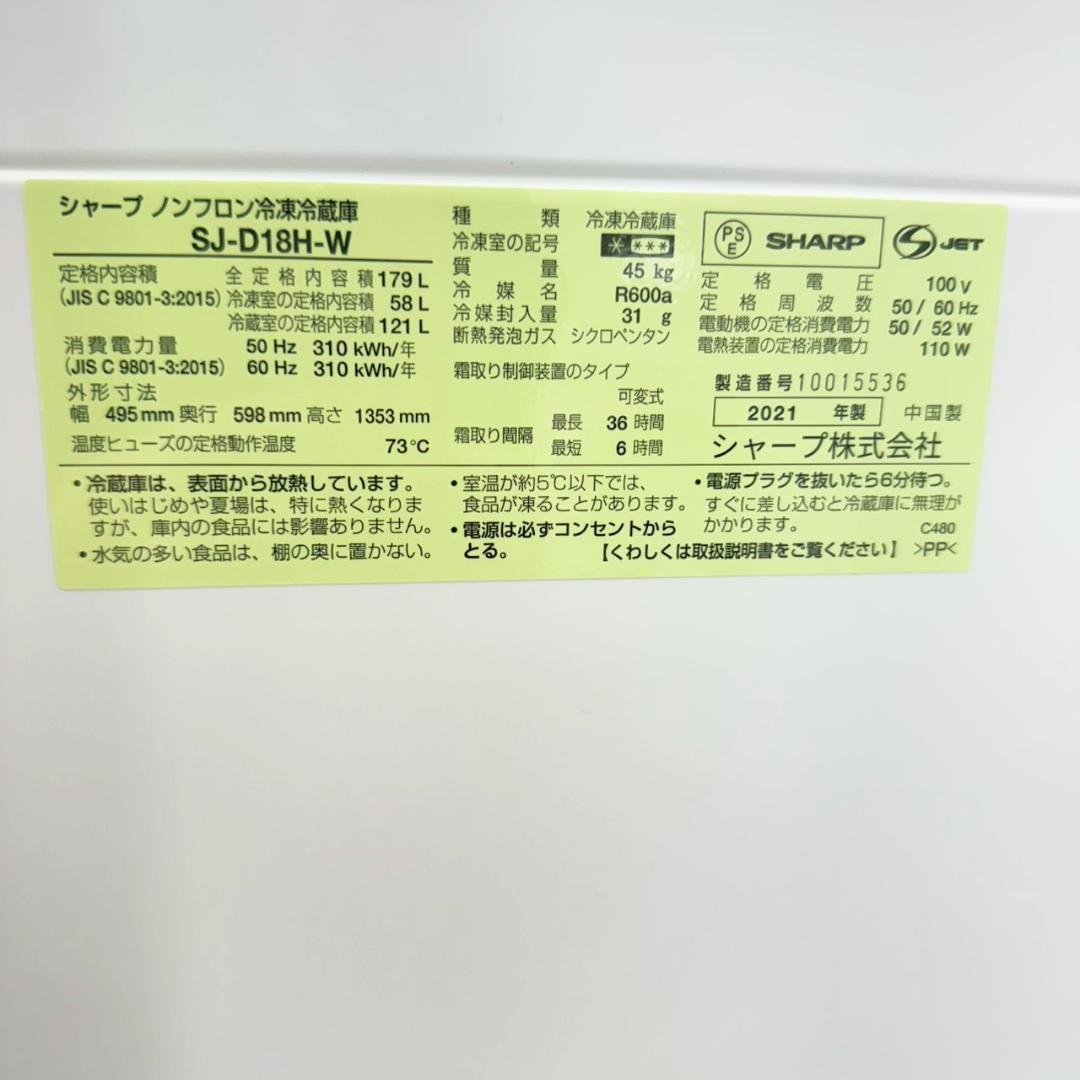 シャープ ノンフロン冷凍冷蔵庫
SJ-D18H-W
定格内容積 全定格内容積 179 L
(JIS C 9801-3:2015) 冷凍室の定格内容積 58 L
冷蔵室の定格内容積 121 L
消費電力量 50 Hz 310 kWh/年
(JIS C 9801-3:2015) 60 Hz 310 kWh/年
外形寸法
幅 495 mm 奥行 598 mm 高さ 1353 mm
温度ヒューズの定格動作温度 73℃
種類 冷凍冷蔵庫
冷凍室の記号 * ***
質量 45 kg
冷媒名 R600a
冷媒封入量 31 g
断熱発泡ガス シクロペンタン
霜取り制御装置のタイプ
可変式
霜取り間隔 最長 36 時間
最短 6 時間
PS E SHARP JET
定格電圧 100 V
定格周波数 50 / 60 Hz
電動機の定格消費電力 50 / 52 W
電熱装置の定格消費電力 110 W
製造番号 10015536
2021 年製 中国製
シャープ株式会社
・冷蔵庫は、表面から放熱しています。
使いはじめや夏場は、特に熱くなりま
すが、庫内の食品には影響ありません。
・水気の多い食品は、棚の奥に置かない。
・室温が約5℃以下では、
食品が凍ることがあります。
・電源は必ずコンセントから
とる。
・電源プラグを抜いたら6分待つ。
すぐに差し込むと冷蔵庫に無理が
かかります。 C480
【くわしくは取扱説明書をご覧ください】 >PP<